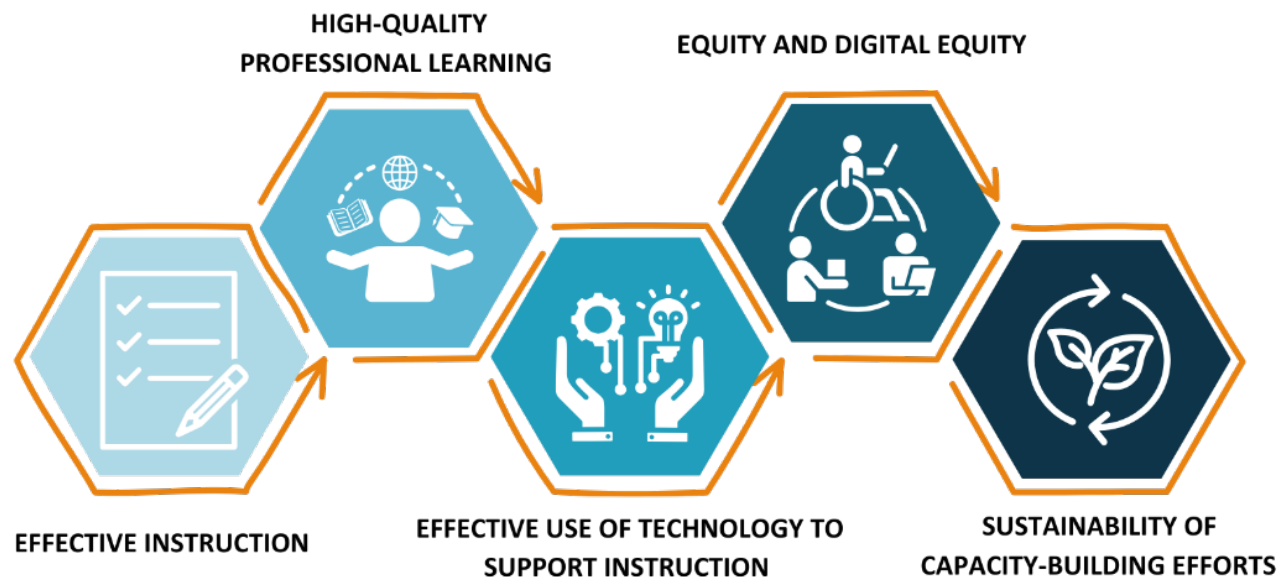 HIGH-QUALITY
PROFESSIONAL LEARNING
EQUITY AND DIGITAL EQUITY
EFFECTIVE INSTRUCTION
EFFECTIVE USE OF TECHNOLOGY TO
SUPPORT INSTRUCTION
SUSTAINABILITY OF
CAPACITY-BUILDING EFFORTS